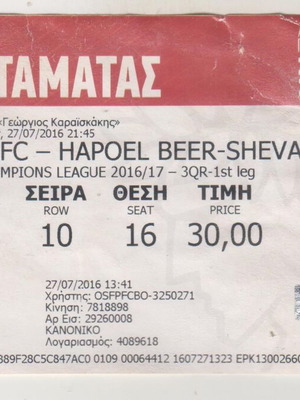 ΤΑΜΑΤΑΣ
«Γεώργιος Καραϊσκάκης»
, 27/07/2016 21:45
FC – HAPOEL BEER-SHEVA
MPIONS LEAGUE 2016/17 – 3QR-1st leg
ΣΕΙΡΑ ΘΕΣΗ ΤΙΜΗ
ROW SEAT PRICE
10 16 30,00
27/07/2016 13:41
Χρήστης: OSFPFCBO-3250271
Κίνηση: 7818898
Αρ Εισ: 29260008
ΚΑΝΟΝΙΚΟ
Λογαριασμός: 4089618
389F28C5C847AC0 0109 00064412 1607271323 EPK13002660